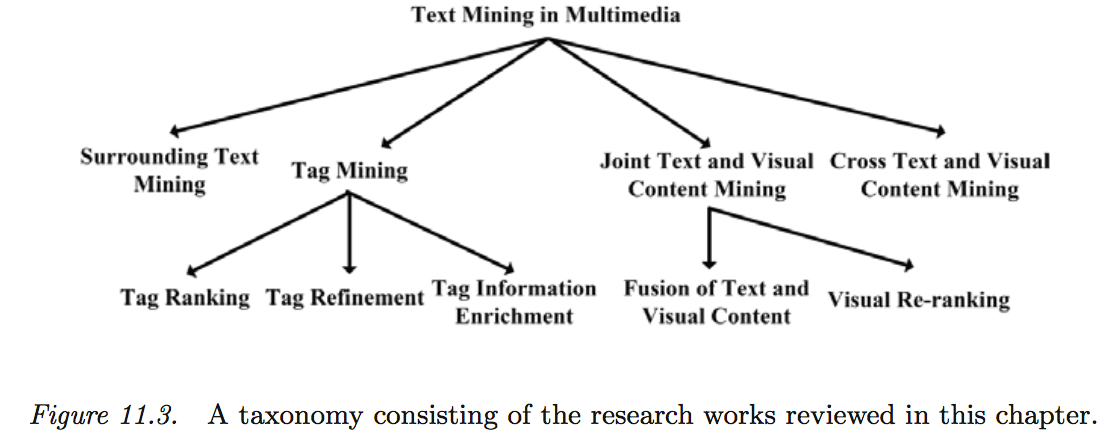 Text Mining in Multimedia
Surrounding Text
Mining
Tag Mining
Joint Text and Visual
Content Mining
Cross Text and Visual
Content Mining
Tag Ranking
Tag Refinement
Tag Information
Enrichment
Fusion of Text and
Visual Content
Visual Re-ranking
Figure 11.3. A taxonomy consisting of the research works reviewed in this chapter.